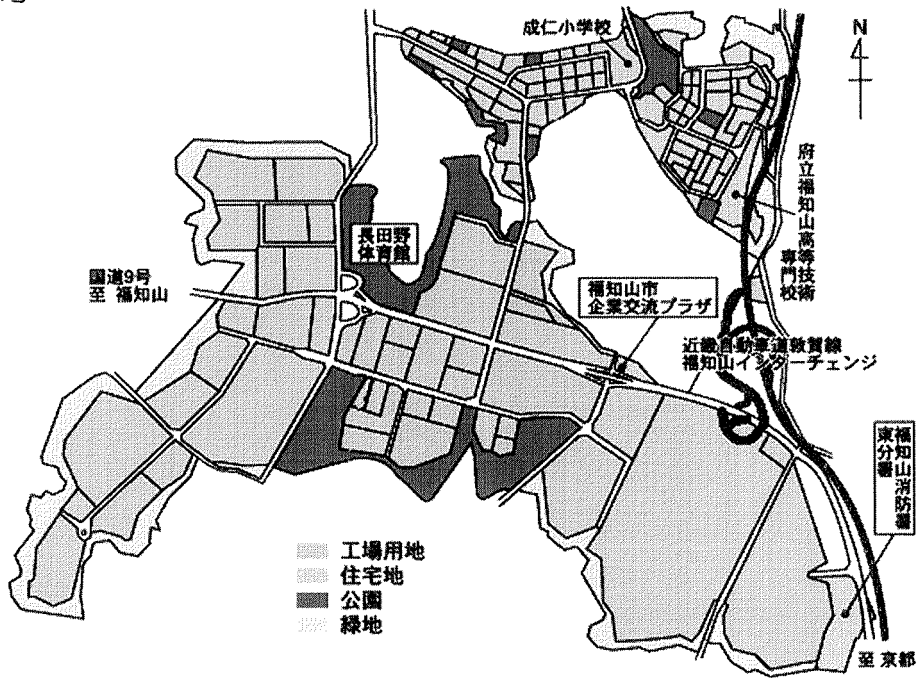 成仁小学校
N
府立福知山高等技術
専門校
長田野
体育館
国道9号
至 福知山
福知山市
企業交流プラザ
近畿自動車道敦賀線
福知山インターチェンジ
福知山消防署
東分署
工場用地
住宅地
公園
緑地
至 京都